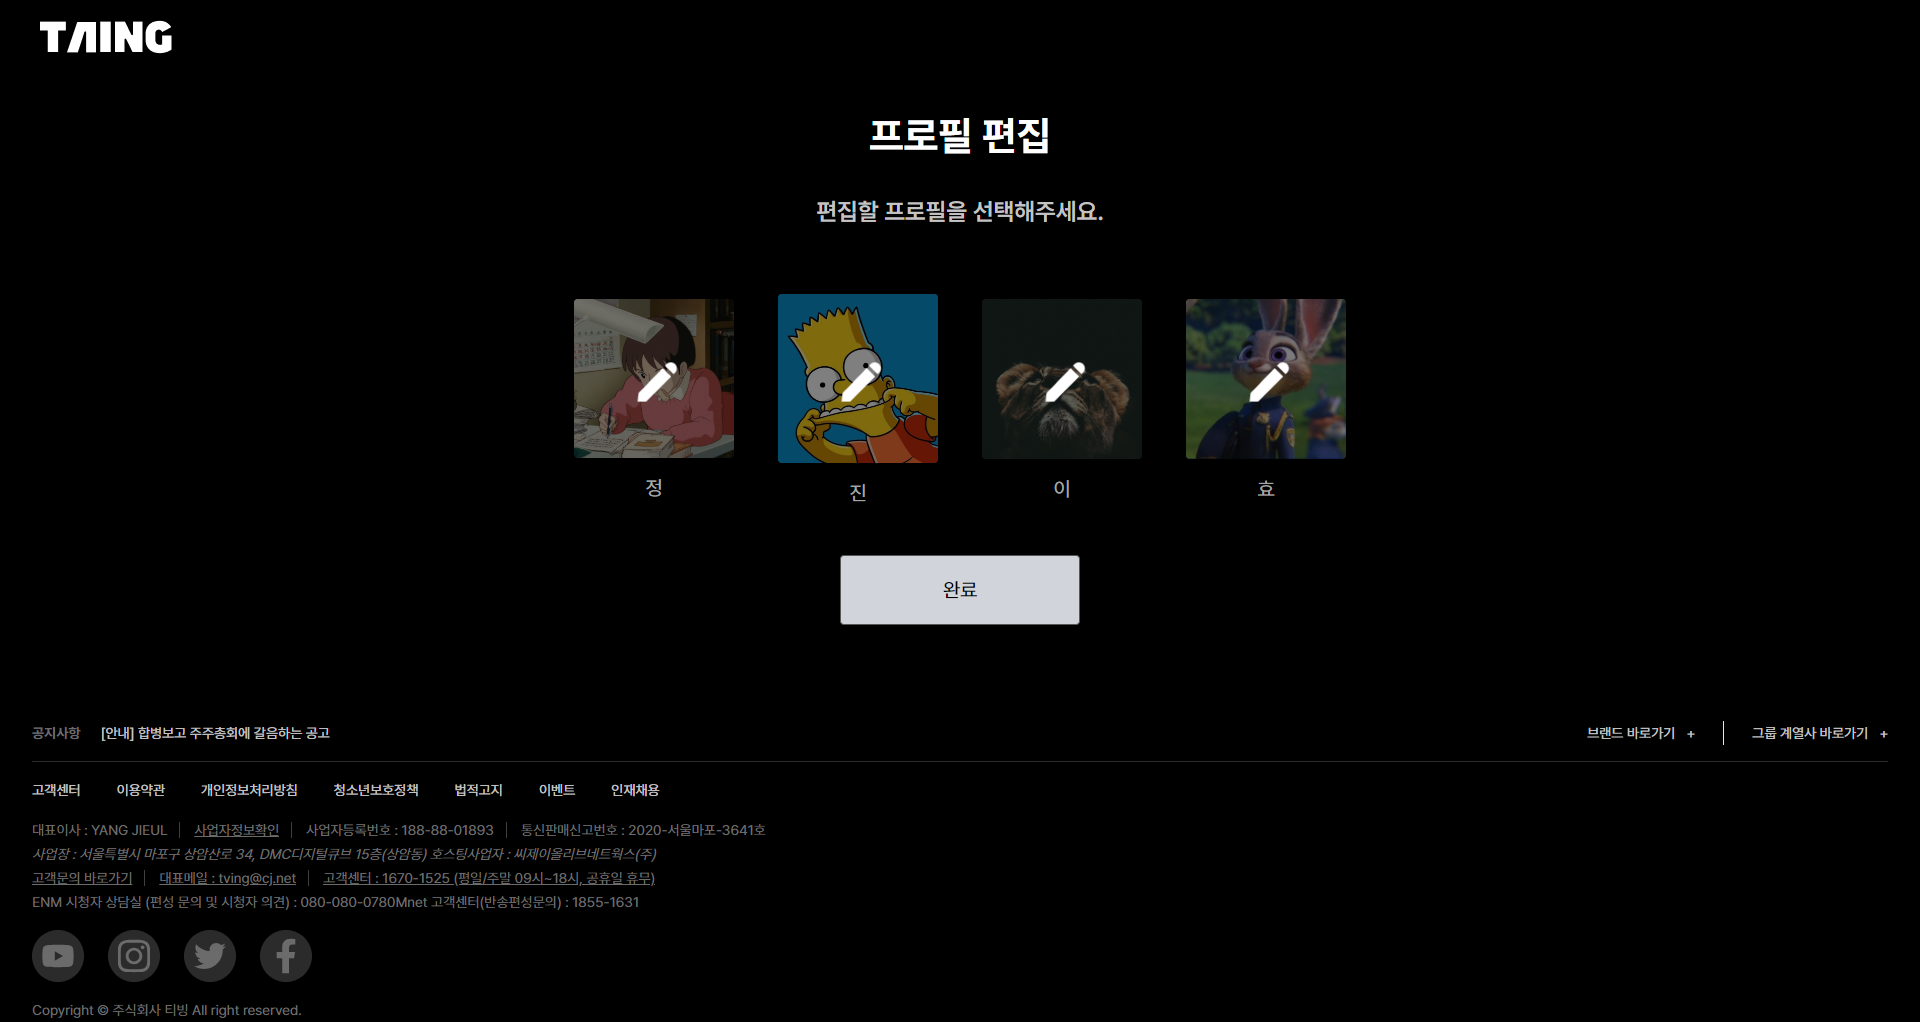 TAING
프로필 편집
편집할 프로필을 선택해주세요.
정 진 이 효
완료
공지사항 [안내] 합병보고 주주총회에 갈음하는 공고 브랜드 바로가기 + 그룹 계열사 바로가기 +
고객센터 이용약관 개인정보처리방침 청소년보호정책 법적고지 이벤트 인재채용
대표이사 : YANG JIEUL 사업자정보확인 사업자등록번호 : 188-88-01893 통신판매신고번호 : 2020-서울마포-3641호
사업장 : 서울특별시 마포구 상암산로 34, DMC디지털큐브 15층(상암동) 호스팅사업자 : 씨제이올리브네트웍스(주)
고객문의 바로가기 대표메일 : tving@cj.net 고객센터 : 1670-1525 (평일/주말 09시~18시, 공휴일 휴무)
ENM 시청자 상담실 (편성 문의 및 시청자 의견) : 080-080-0780Mnet 고객센터(반송편성문의) : 1855-1631
Copyright © 주식회사 티빙 All right reserved.